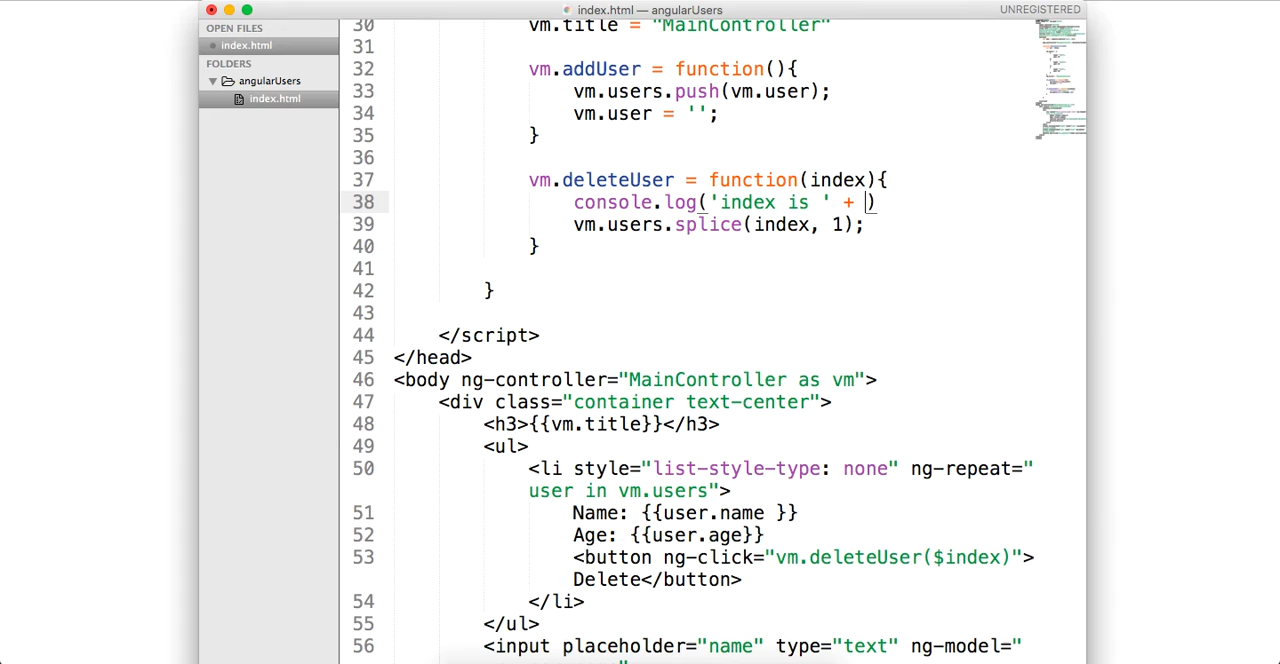 index.html — angularUsers
UNREGISTERED
OPEN FILES
index.html
FOLDERS
angularUsers
index.html
30 vm.title = "MainController"
31
32 vm.addUser = function(){
33 vm.users.push(vm.user);
34 vm.user = '';
35 }
36
37 vm.deleteUser = function(index){
38 console.log('index is ' + )
39 vm.users.splice(index, 1);
40 }
41
42 }
43
44 </script>
45 </head>
46 <body ng-controller="MainController as vm">
47 <div class="container text-center">
48 <h3>{{vm.title}}</h3>
49 <ul>
50 <li style="list-style-type: none" ng-repeat="
user in vm.users">
51 Name: {{user.name }}
52 Age: {{user.age}}
53 <button ng-click="vm.deleteUser($index)">
Delete</button>
54 </li>
55 </ul>
56 <input placeholder="name" type="text" ng-model="